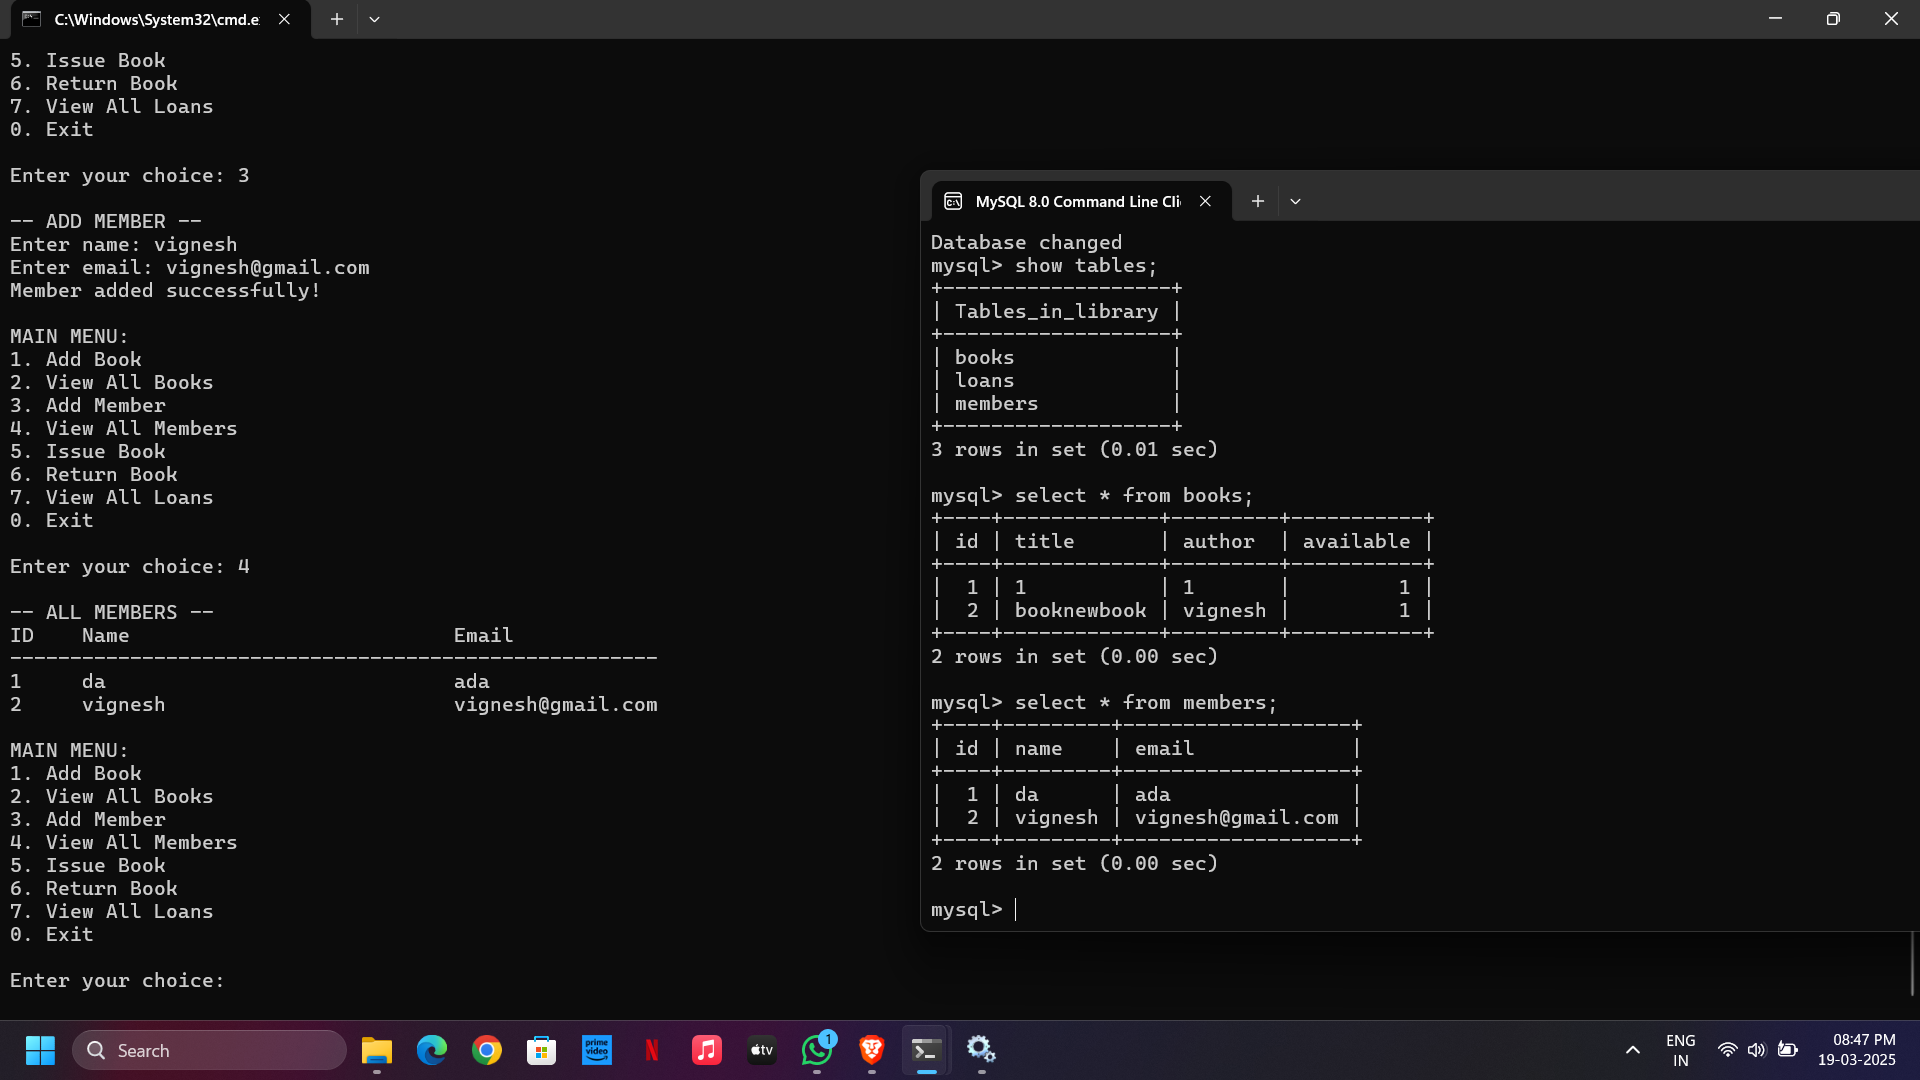 C:\Windows\System32\cmd.e
5. Issue Book
6. Return Book
7. View All Loans
0. Exit
Enter your choice: 3
-- ADD MEMBER --
Enter name: vignesh
Enter email: vignesh@gmail.com
Member added successfully!
MAIN MENU:
1. Add Book
2. View All Books
3. Add Member
4. View All Members
5. Issue Book
6. Return Book
7. View All Loans
0. Exit
Enter your choice: 4
-- ALL MEMBERS --
ID    Name                           Email
------------------------------------------------------
1     da                             ada
2     vignesh                        vignesh@gmail.com
MAIN MENU:
1. Add Book
2. View All Books
3. Add Member
4. View All Members
5. Issue Book
6. Return Book
7. View All Loans
0. Exit
Enter your choice:
MySQL 8.0 Command Line Cli
Database changed
mysql> show tables;
+-------------------+
| Tables_in_library |
+-------------------+
| books             |
| loans             |
| members           |
+-------------------+
3 rows in set (0.01 sec)
mysql> select * from books;
+----+-------------+---------+-----------+
| id | title       | author  | available |
+----+-------------+---------+-----------+
|  1 | 1           | 1       |         1 |
|  2 | booknewbook | vignesh |         1 |
+----+-------------+---------+-----------+
2 rows in set (0.00 sec)
mysql> select * from members;
+----+---------+-------------------+
| id | name    | email             |
+----+---------+-------------------+
|  1 | da      | ada               |
|  2 | vignesh | vignesh@gmail.com |
+----+---------+-------------------+
2 rows in set (0.00 sec)
mysql>
Search
prime video
N
tv
1
ENG
IN
08:47 PM
19-03-2025